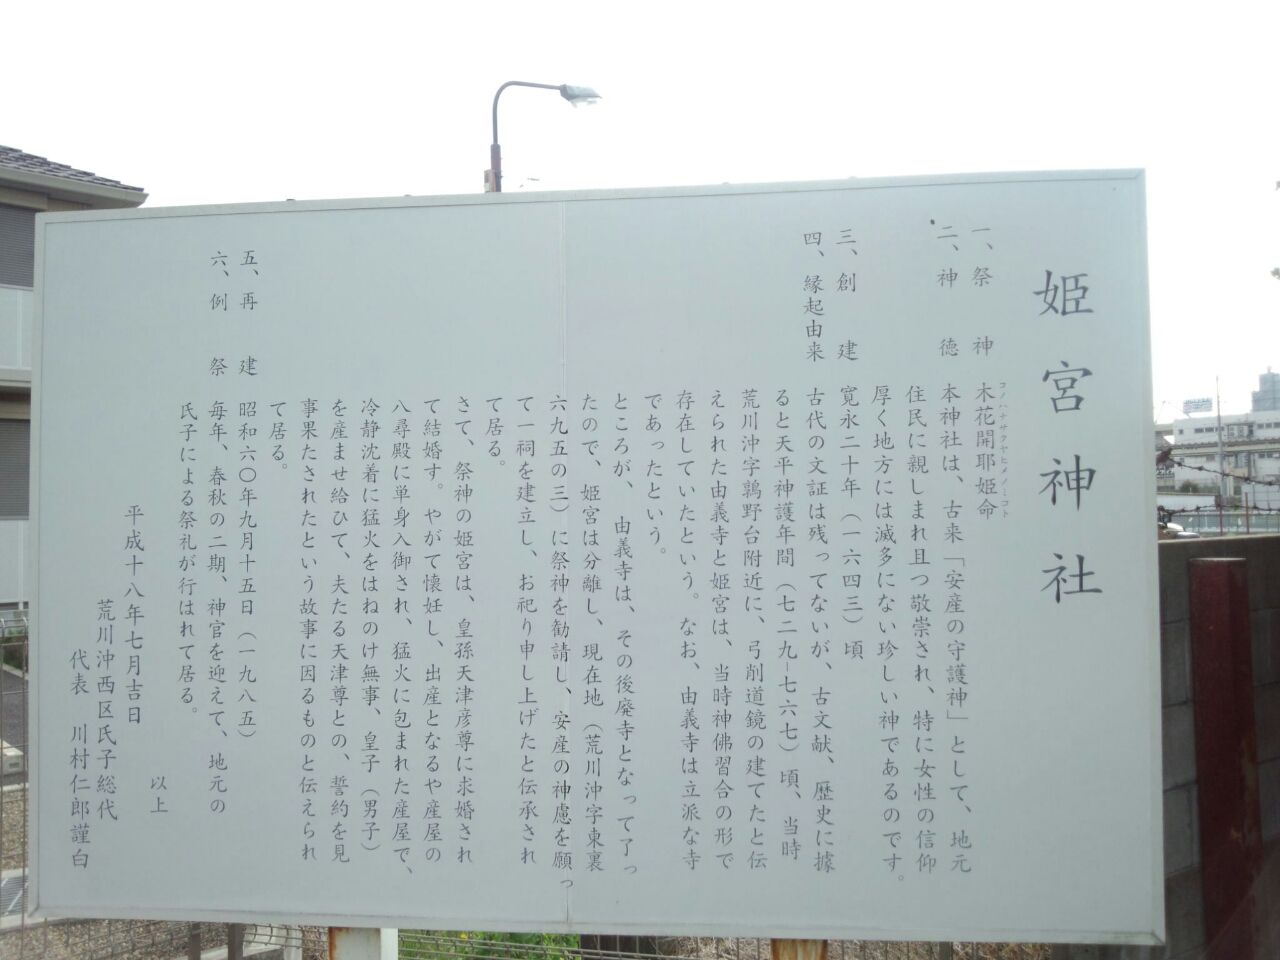 姫宮神社
一、祭神 木花開耶姫命
コノハナサクヤヒメノミコト
二、神徳 本神社は、古来「安産の守護神」として、地元
住民に親しまれ且つ敬崇され、特に女性の信仰
厚く地方には滅多にない珍しい神であるのです。
三、創建 寛永二十年（一六四三）頃
四、縁起由来 古代の文証は残ってないが、古文献、歴史に據
ると天平神護年間（七二九-七六七）頃、当時
荒川沖字鶉野台附近に、弓削道鏡の建てたと伝
えられた由義寺と姫宮は、当時神佛習合の形で
存在していたという。なお、由義寺は立派な寺
であったという。
ところが、由義寺は、その後廃寺となって了っ
たので、姫宮は分離し、現在地（荒川沖字東裏
六九五の三）に祭神を勧請し、安産の神慮を願っ
て一祠を建立し、お祀り申し上げたと伝承され
て居る。
さて、祭神の姫宮は、皇孫天津彦尊に求婚され
て結婚す。やがて懐妊し、出産となるや産屋の
八尋殿に単身入御され、猛火に包まれた産屋で、
冷静沈着に猛火をはねのけ無事、皇子（男子）
を産ませ給ひて、夫たる天津尊との、誓約を見
事果たされたという故事に因るものと伝えられ
て居る。
五、再建 昭和六〇年九月十五日（一九八五）
六、例祭 毎年、春秋の二期、神官を迎えて、地元の
氏子による祭礼が行はれて居る。
以上
平成十八年七月吉日
荒川沖西区氏子総代
代表 川村仁郎謹白